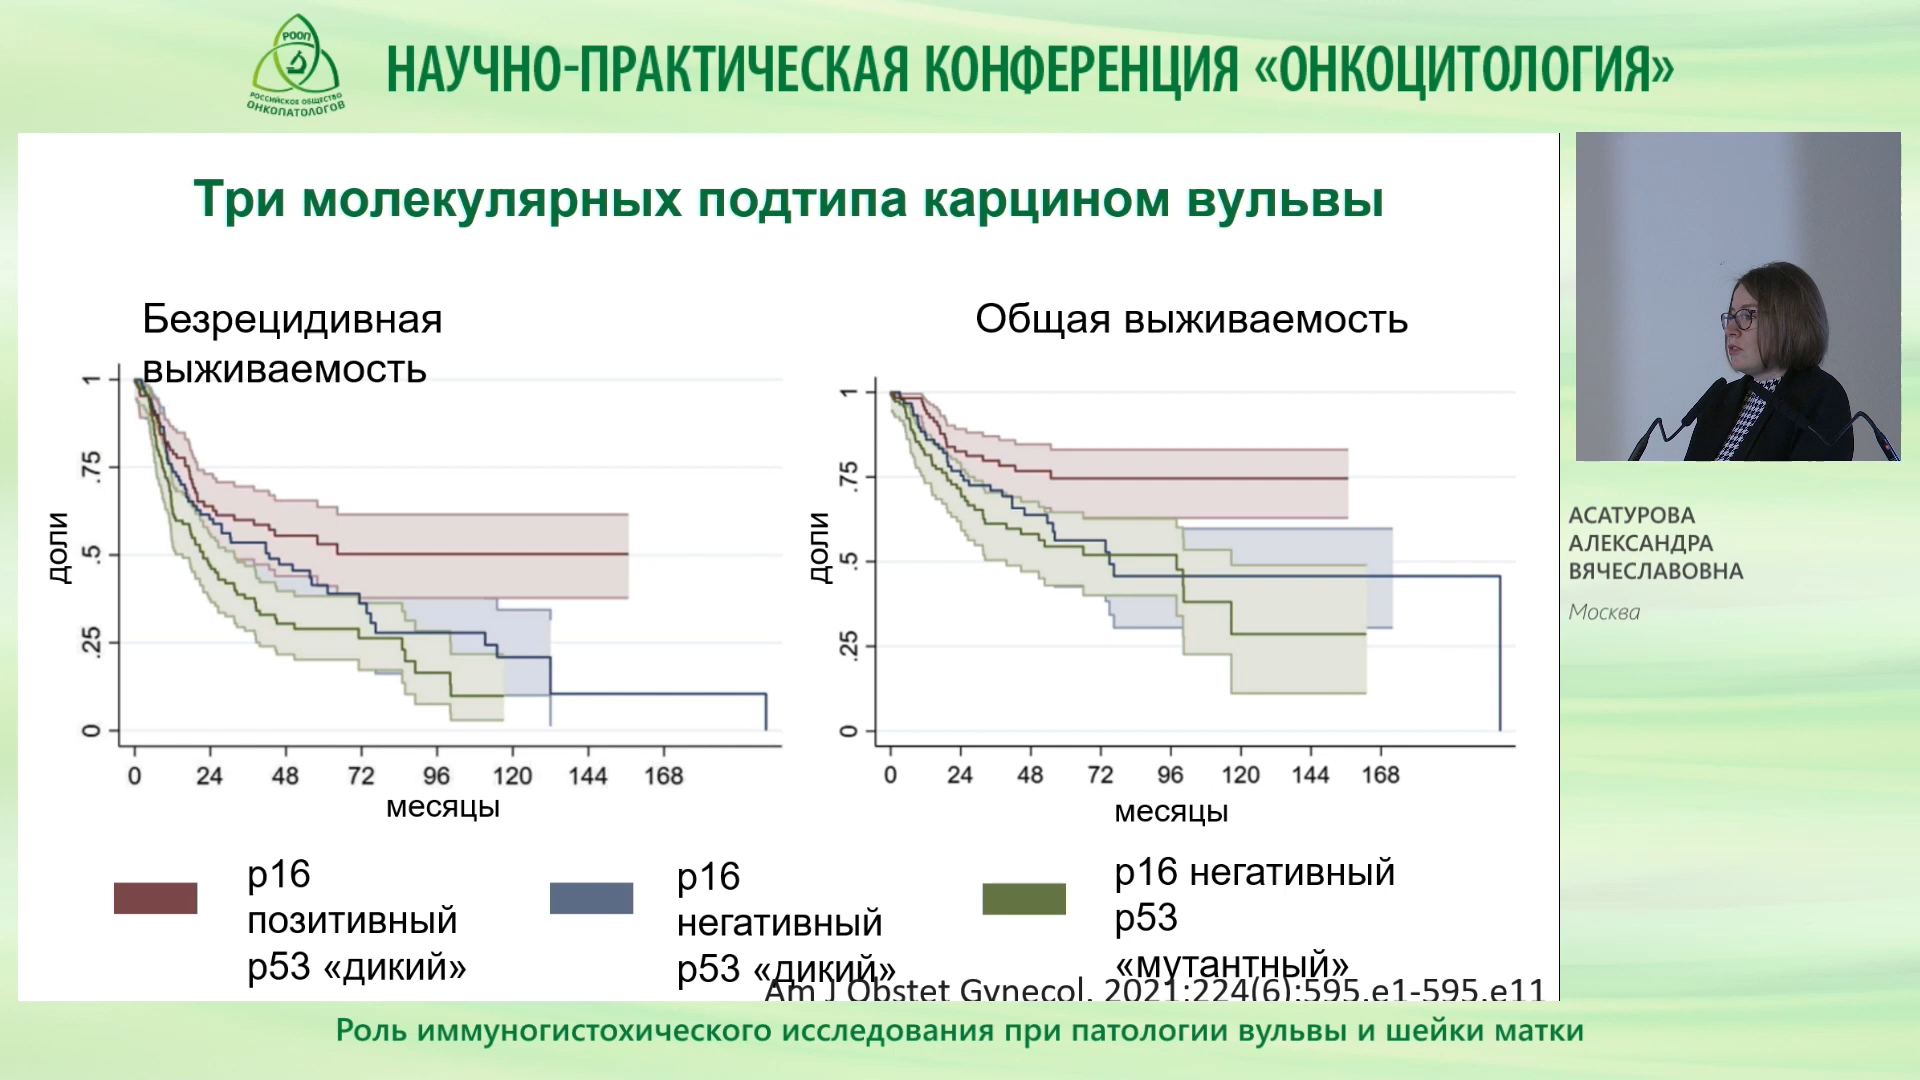 РООП
РОССИЙСКОЕ ОБЩЕСТВО
ОНКОПАТОЛОГОВ
НАУЧНО-ПРАКТИЧЕСКАЯ КОНФЕРЕНЦИЯ «ОНКОЦИТОЛОГИЯ»
Три молекулярных подтипа карцином вульвы
Безрецидивная
выживаемость
доли
1
.75
.5
.25
0
0 24 48 72 96 120 144 168
месяцы
Общая выживаемость
доли
1
.75
.5
.25
0
0 24 48 72 96 120 144 168
месяцы
p16
позитивный
p53 «дикий»
p16
негативный
p53 «дикий»
p16 негативный
p53
«мутантный»
Am J Obstet Gynecol. 2021;224(6):595.e1-595.e11
АСАТУРОВА
АЛЕКСАНДРА
ВЯЧЕСЛАВОВНА
Москва
Роль иммуногистохического исследования при патологии вульвы и шейки матки